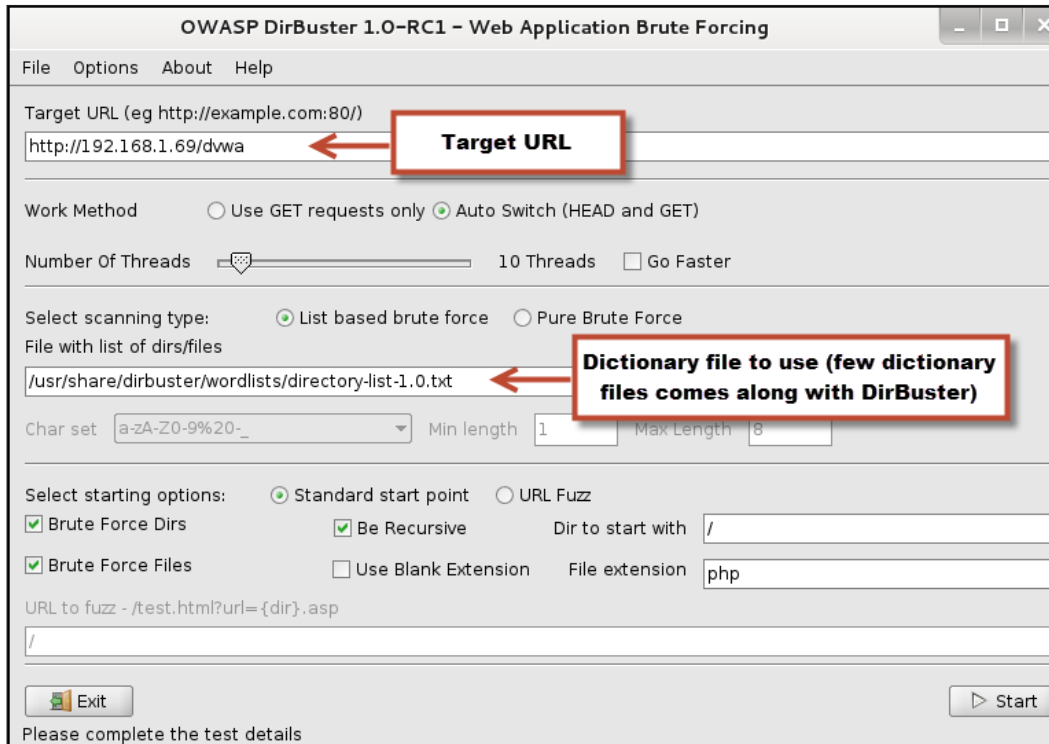 OWASP DirBuster 1.0-RC1 - Web Application Brute Forcing
File Options About Help
Target URL (eg http://example.com:80/)
http://192.168.1.69/dvwa
Target URL
Work Method Use GET requests only Auto Switch (HEAD and GET)
Number Of Threads 10 Threads Go Faster
Select scanning type: List based brute force Pure Brute Force
File with list of dirs/files
/usr/share/dirbuster/wordlists/directory-list-1.0.txt
Dictionary file to use (few dictionary
files comes along with DirBuster)
Char set a-zA-Z0-9%20-_ Min length 1 Max Length 8
Select starting options: Standard start point URL Fuzz
Brute Force Dirs Be Recursive Dir to start with /
Brute Force Files Use Blank Extension File extension php
URL to fuzz - /test.html?url={dir}.asp
/
Exit Start
Please complete the test details